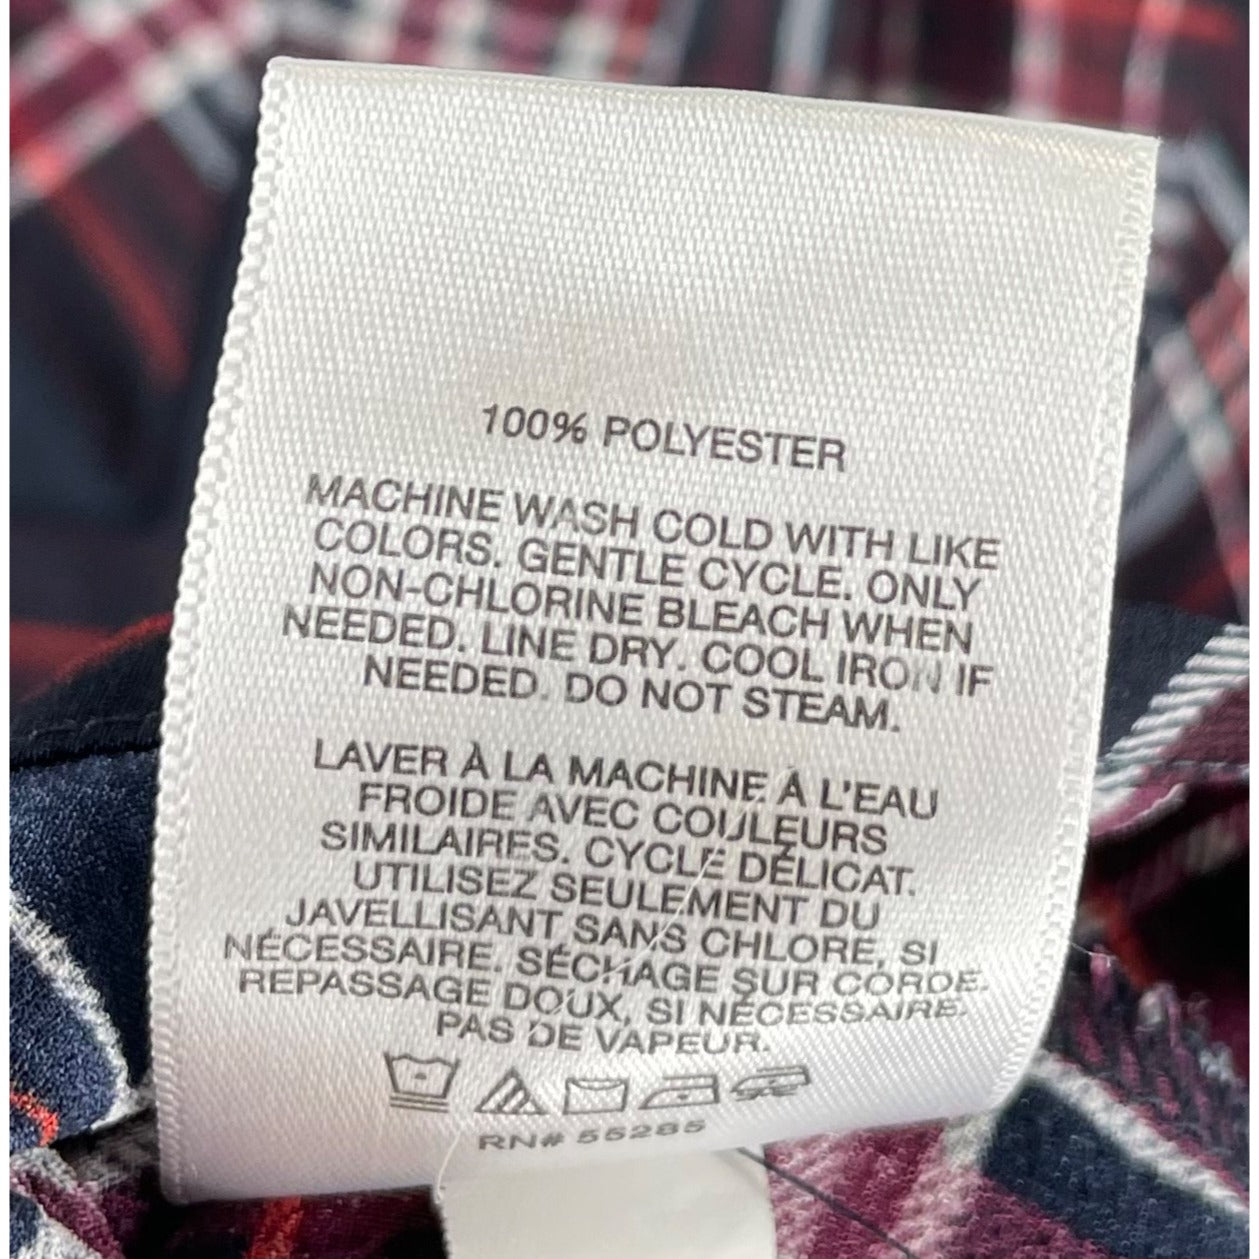 100% POLYESTER
MACHINE WASH COLD WITH LIKE
COLORS. GENTLE CYCLE. ONLY
NON-CHLORINE BLEACH WHEN
NEEDED. LINE DRY. COOL IRON IF
NEEDED. DO NOT STEAM.
LAVER À LA MACHINE À L'EAU
FROIDE AVEC COULEURS
SIMILAIRES. CYCLE DÉLICAT.
UTILISEZ SEULEMENT DU
JAVELLISANT SANS CHLORE, SI
NÉCESSAIRE. SÉCHAGE SUR CORDE.
REPASSAGE DOUX, SI NÉCESSAIRE.
PAS DE VAPEUR.
RN# 55285